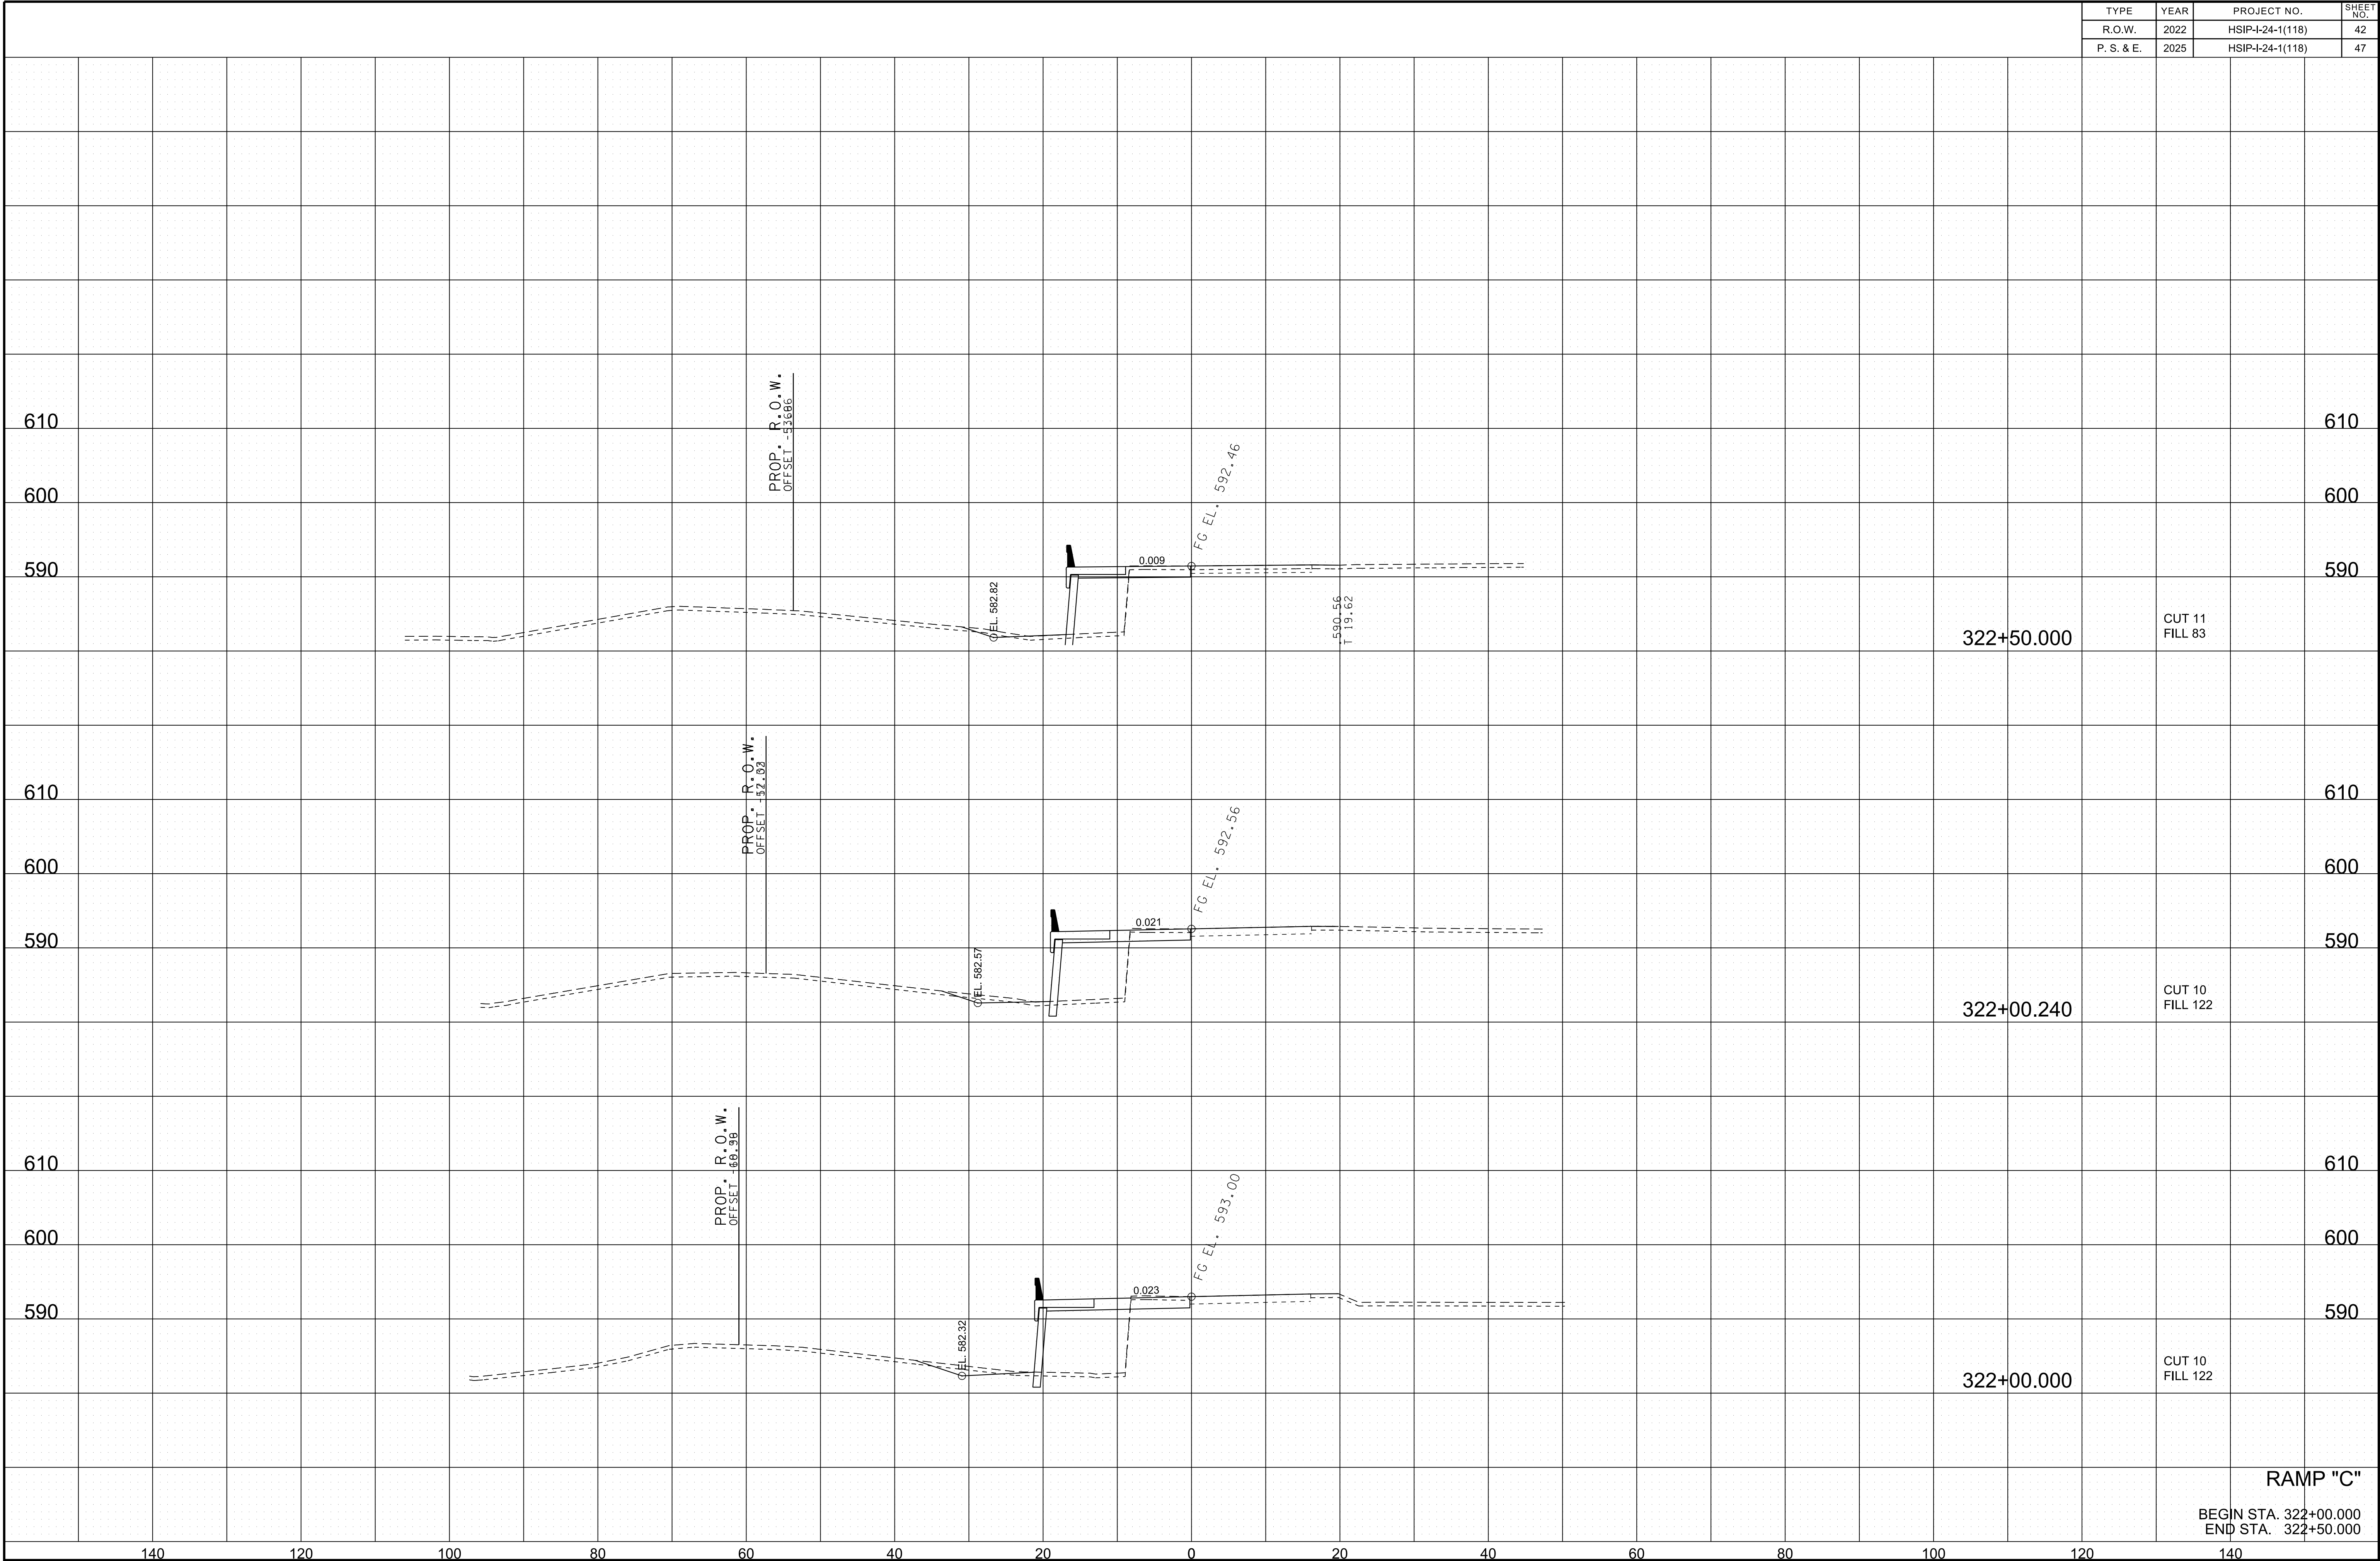 TYPE YEAR PROJECT NO. SHEET NO.
R.O.W. 2022 HSIP-I-24-1(118) 42
P. S. & E. 2025 HSIP-I-24-1(118) 47
PROP. R.O.W.
OFFSET
610 610
FG EL. 592.46
600 600
0.009
590 590
EL. 582.82
590.56
T 19.62
CUT 11
FILL 83
322+50.000
PROP. R.O.W.
OFFSET
610 610
FG EL. 592.56
600 600
0.021
590 590
EL. 582.57
CUT 10
FILL 122
322+00.240
PROP. R.O.W.
OFFSET
610 610
FG EL. 593.00
600 600
0.023
590 590
EL. 582.32
CUT 10
FILL 122
322+00.000
RAMP "C"
BEGIN STA. 322+00.000
END STA. 322+50.000
140 120 100 80 60 40 20 0 20 40 60 80 100 120 140